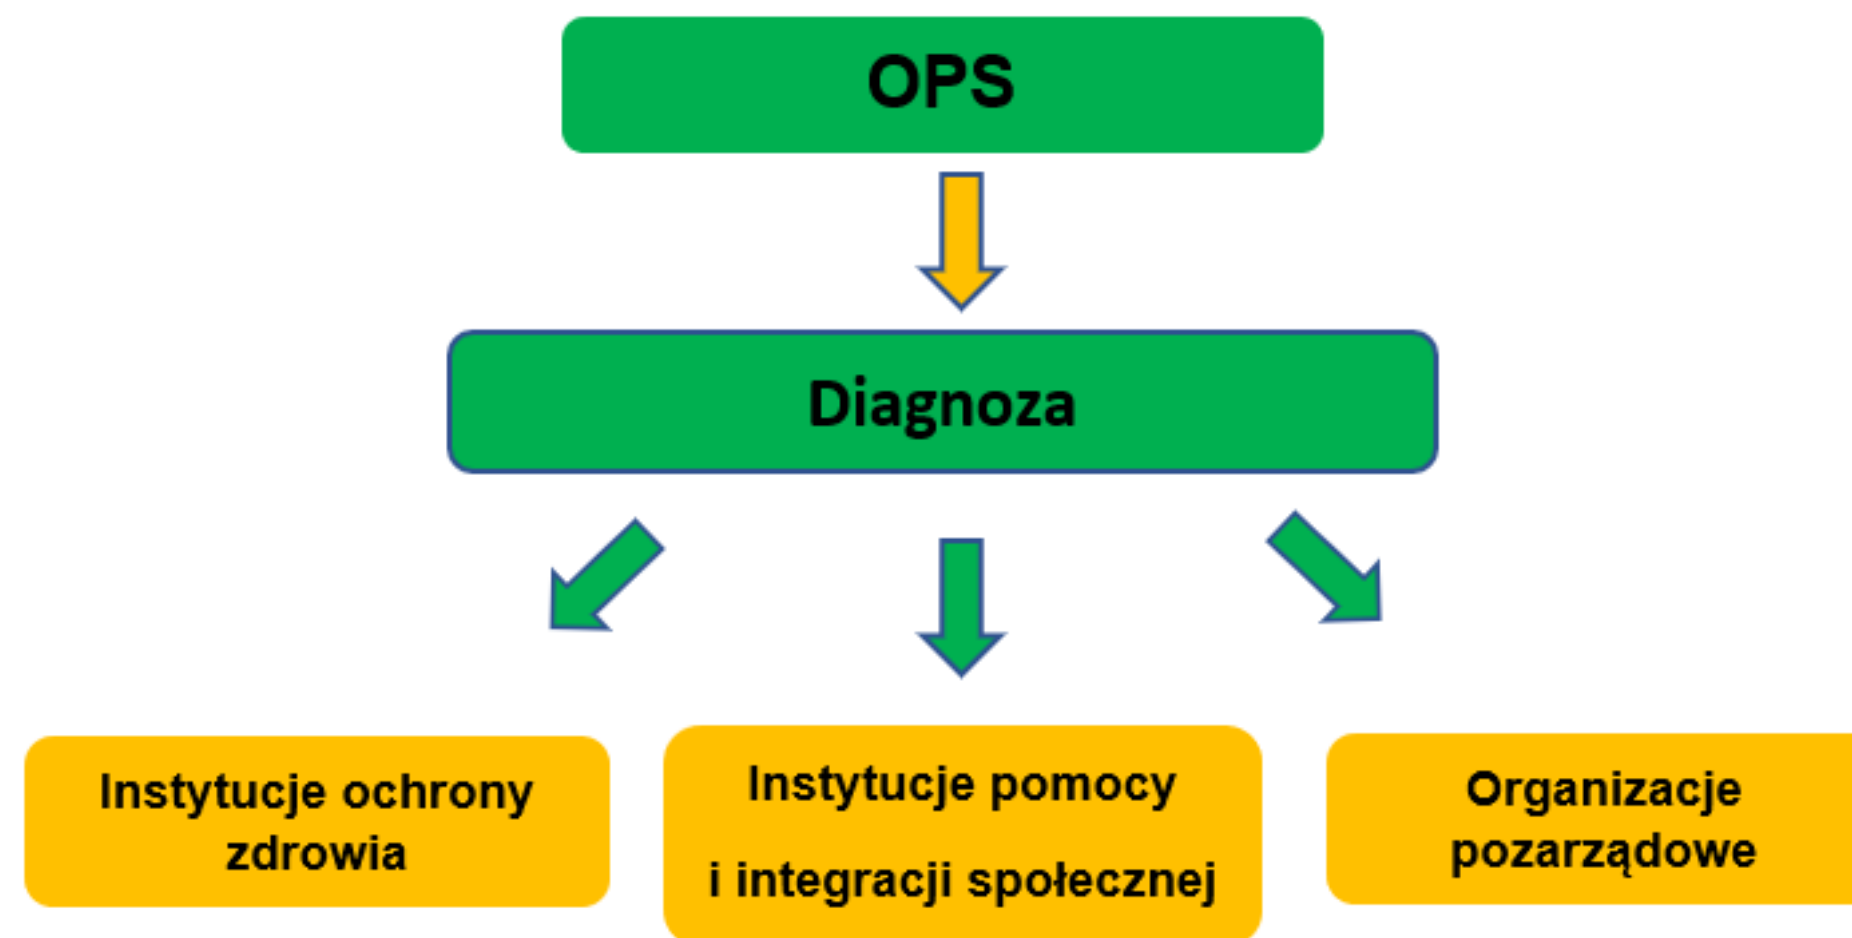 OPS
Diagnoza
Instytucje ochrony
zdrowia
Instytucje pomocy
i integracji społecznej
Organizacje
pozarządowe